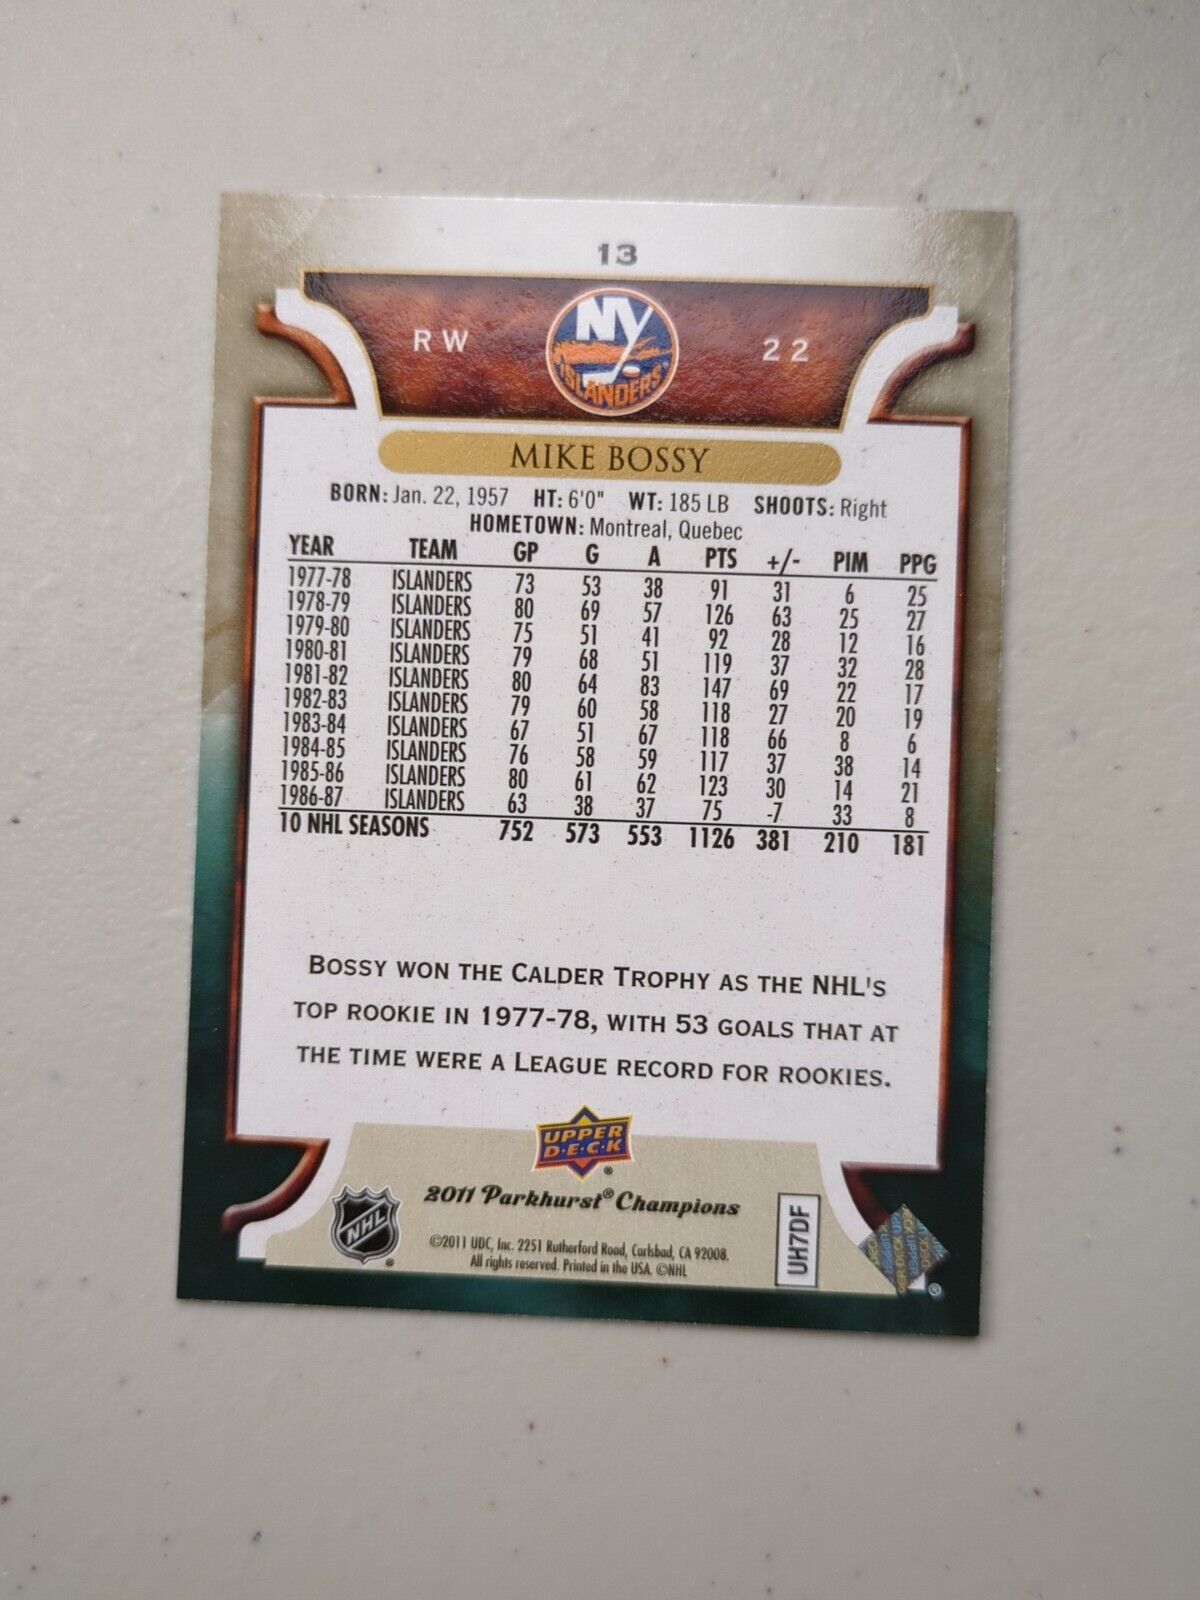 13
RW NY ISLANDERS 22
MIKE BOSSY
BORN: Jan. 22, 1957 HT: 6'0" WT: 185 LB SHOOTS: Right
HOMETOWN: Montreal, Quebec
YEAR TEAM GP G A PTS +/- PIM PPG
1977-78 ISLANDERS 73 53 38 91 31 6 25
1978-79 ISLANDERS 80 69 57 126 63 25 27
1979-80 ISLANDERS 75 51 41 92 28 12 16
1980-81 ISLANDERS 79 68 51 119 37 32 28
1981-82 ISLANDERS 80 64 83 147 69 22 17
1982-83 ISLANDERS 79 60 58 118 27 20 19
1983-84 ISLANDERS 67 51 67 118 66 8 6
1984-85 ISLANDERS 76 58 59 117 37 38 14
1985-86 ISLANDERS 80 61 62 123 30 14 21
1986-87 ISLANDERS 63 38 37 75 -7 33 8
10 NHL SEASONS 752 573 553 1126 381 210 181
BOSSY WON THE CALDER TROPHY AS THE NHL'S
TOP ROOKIE IN 1977-78, WITH 53 GOALS THAT AT
THE TIME WERE A LEAGUE RECORD FOR ROOKIES.
UPPER
D·E·C·K
®
2011 Parkhurst® Champions
NHL ®
©2011 UDC, Inc. 2251 Rutherford Road, Carlsbad, CA 92008.
All rights reserved. Printed in the USA. ©NHL
UH7DF
®